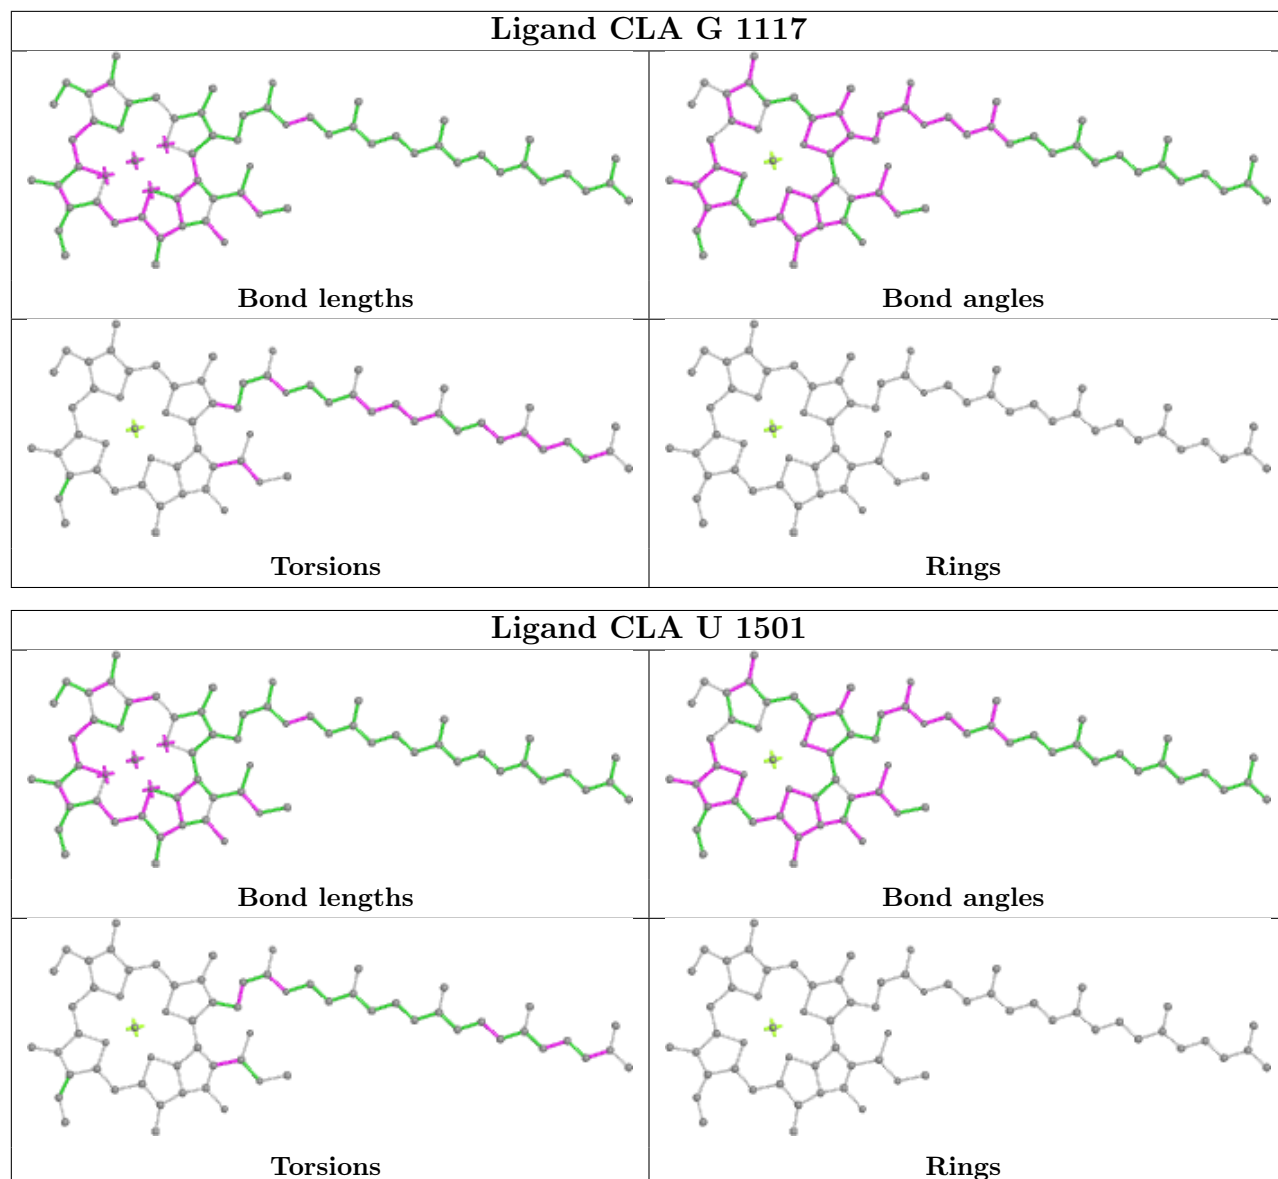 Ligand CLA G 1117
Bond lengths
Bond angles
Torsions
Rings
Ligand CLA U 1501
Bond lengths
Bond angles
Torsions
Rings